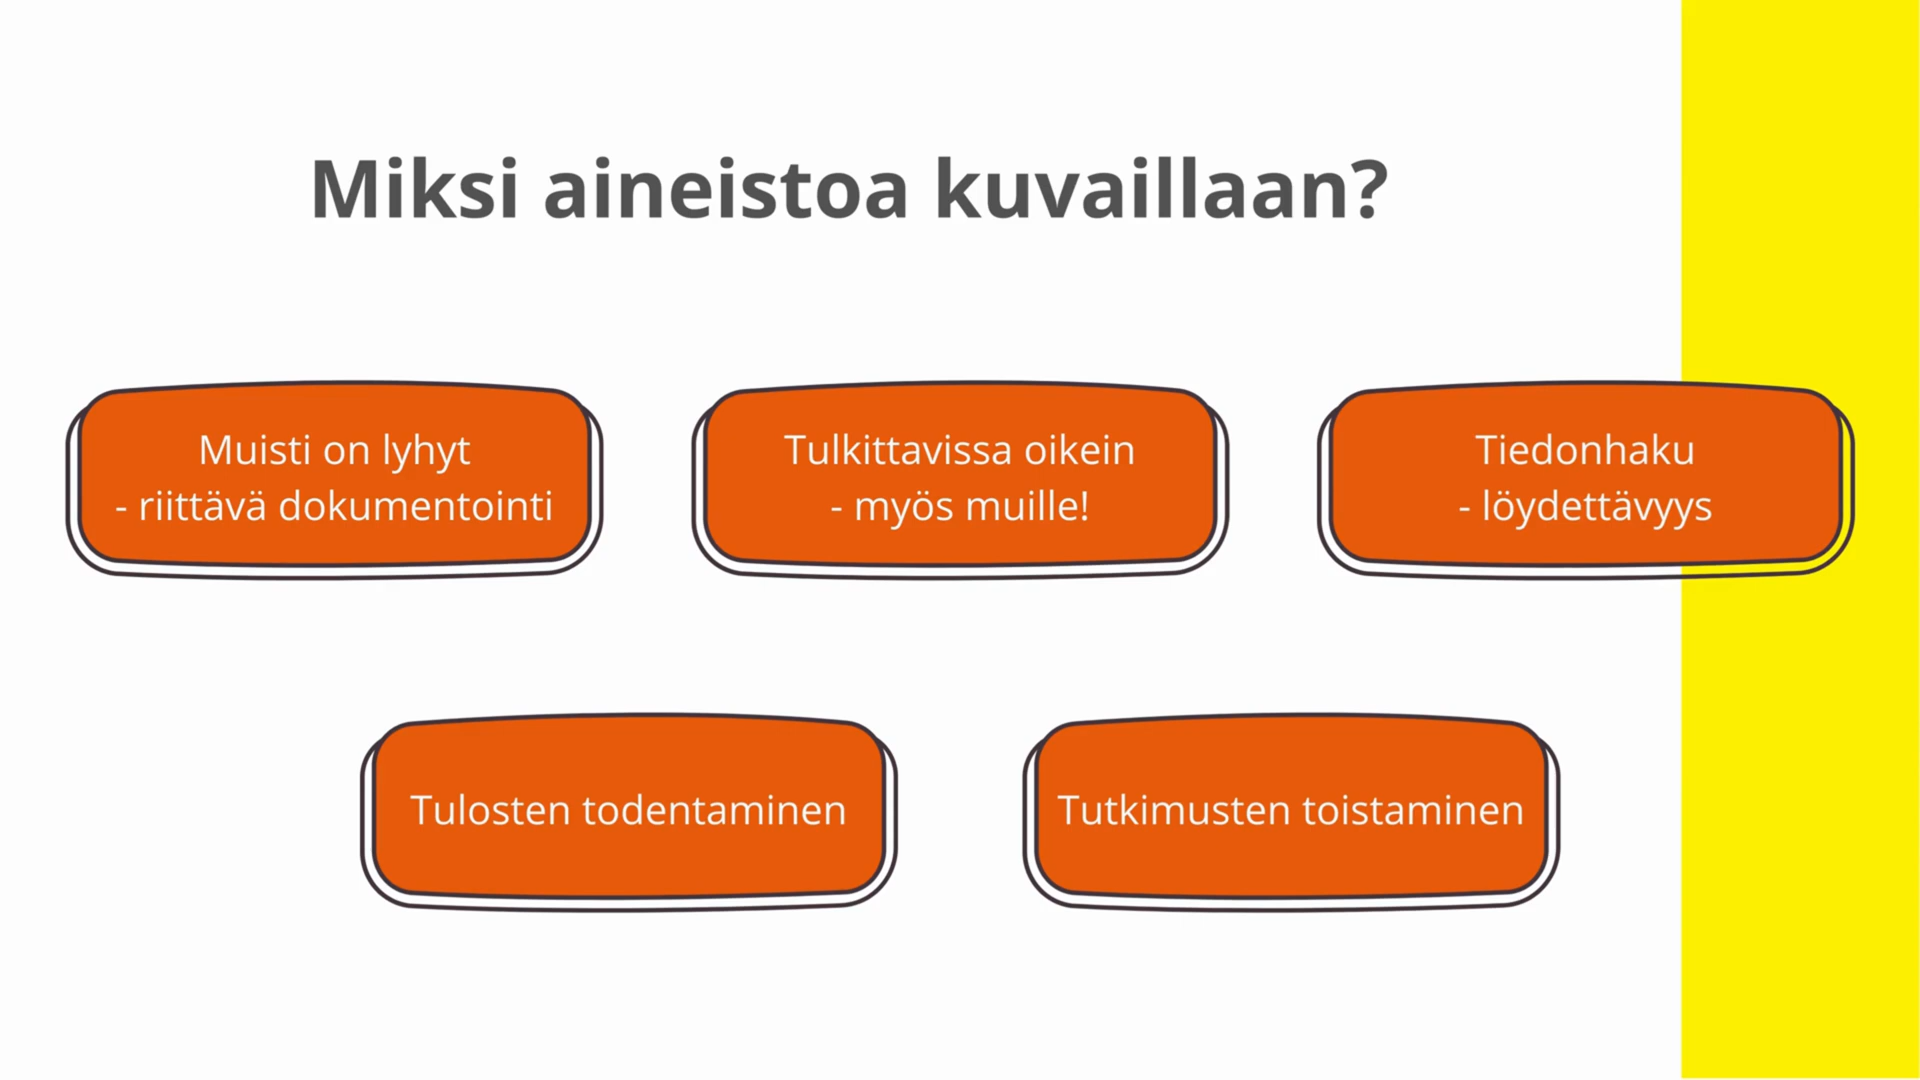 Miksi aineistoa kuvaillaan?
Muisti on lyhyt
- riittävä dokumentointi
Tulkittavissa oikein
- myös muille!
Tiedonhaku
- löydettävyys
Tulosten todentaminen
Tutkimusten toistaminen